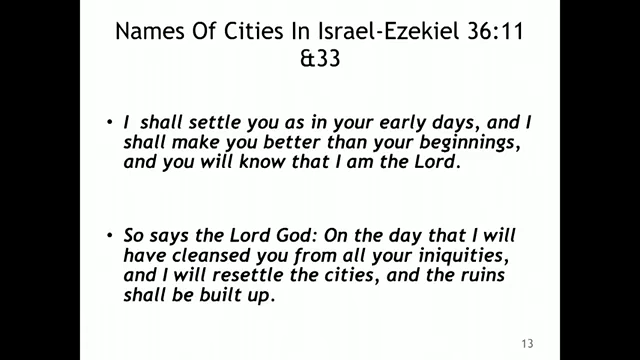 Names Of Cities In Israel-Ezekiel 36:11
&33
• I shall settle you as in your early days, and I
shall make you better than your beginnings,
and you will know that I am the Lord.
• So says the Lord God: On the day that I will
have cleansed you from all your iniquities,
and I will resettle the cities, and the ruins
shall be built up.
13